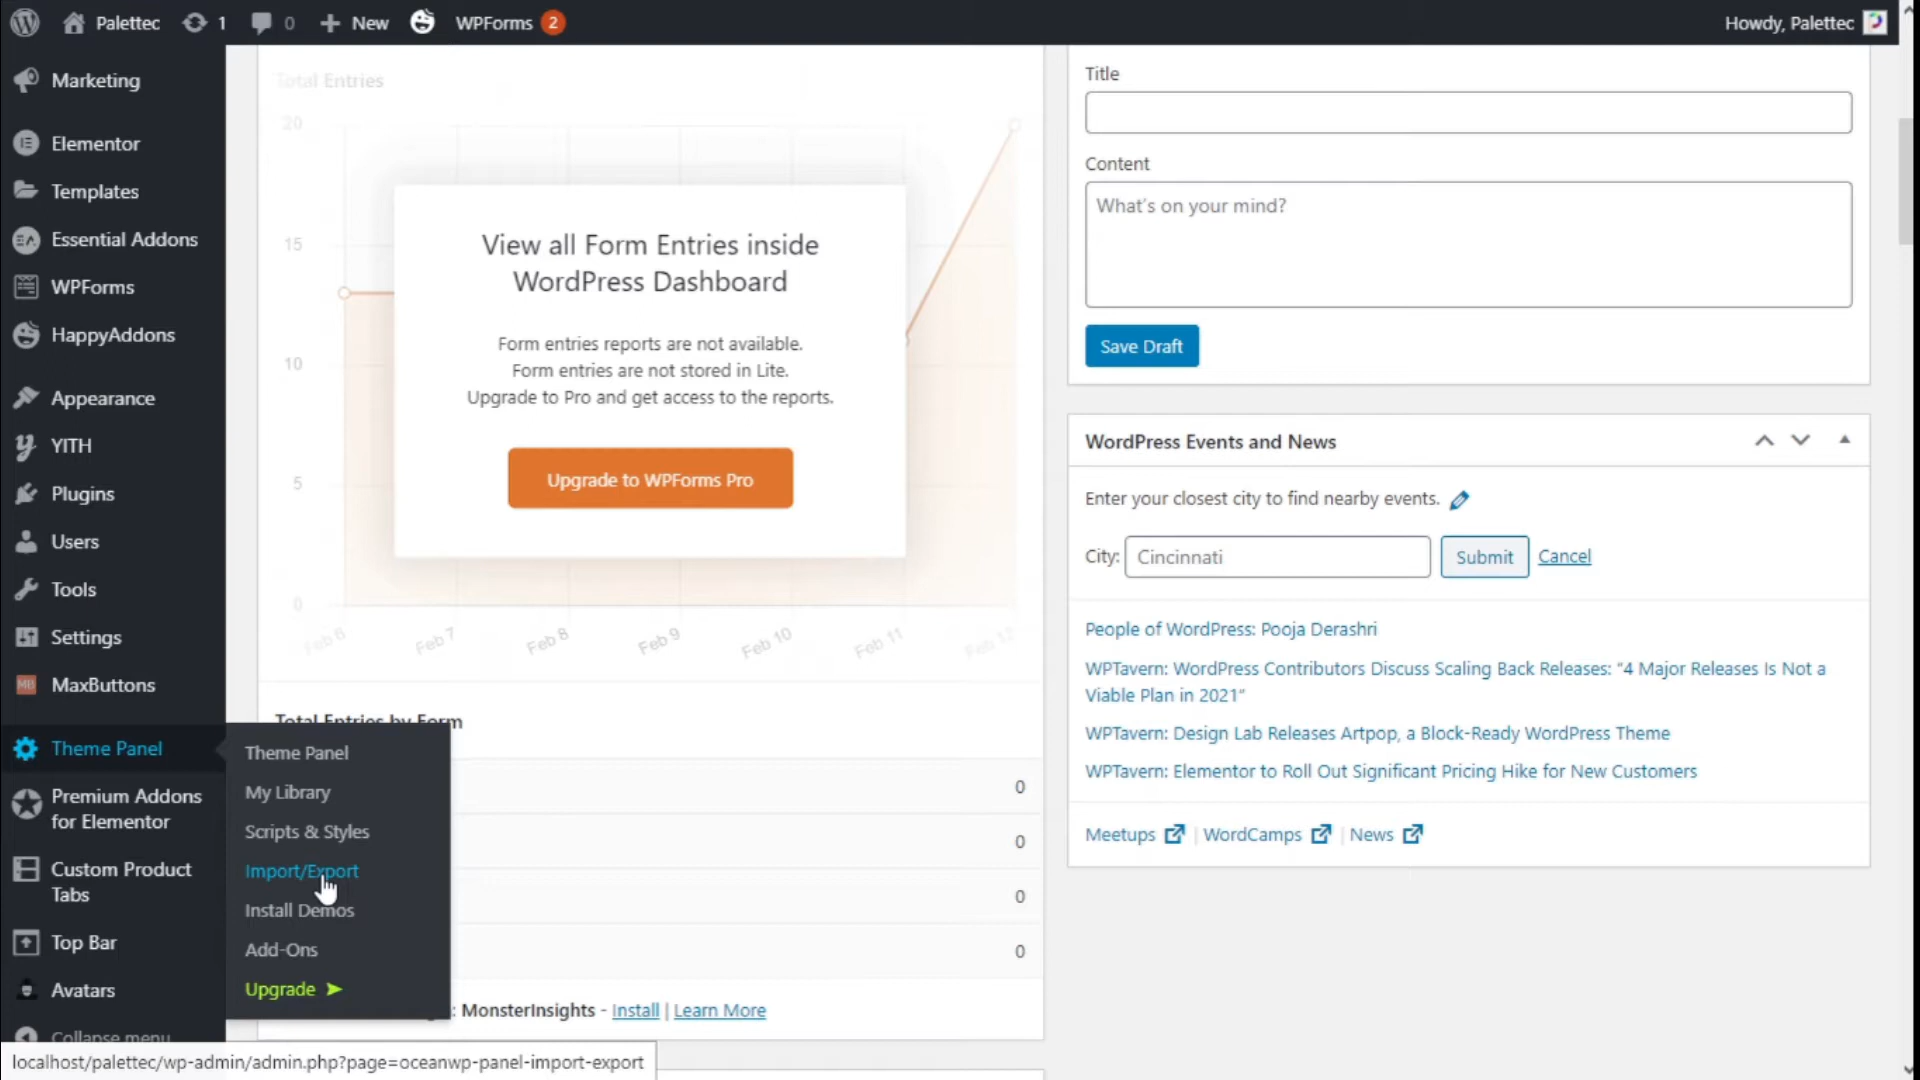 Palettec
1
0
New
WPForms
2
Howdy, Palettec
Marketing
Elementor
Templates
Essential Addons
WPForms
HappyAddons
Appearance
YITH
Plugins
Users
Tools
Settings
MB
MaxButtons
Theme Panel
Premium Addons
for Elementor
Custom Product
Tabs
Top Bar
Avatars
Collapse menu
Theme Panel
My Library
Scripts & Styles
Import/Export
Install Demos
Add-Ons
Upgrade ➤
Total Entries
20
15
10
5
0
Feb 6
Feb 7
Feb 8
Feb 9
Feb 10
Feb 11
Feb 12
View all Form Entries inside
WordPress Dashboard
Form entries reports are not available.
Form entries are not stored in Lite.
Upgrade to Pro and get access to the reports.
Upgrade to WPForms Pro
Total Entries by Form
0
0
0
0
: MonsterInsights - Install | Learn More
Title
Content
What's on your mind?
Save Draft
WordPress Events and News
Enter your closest city to find nearby events.
City:
Cincinnati
Submit
Cancel
People of WordPress: Pooja Derashri
WPTavern: WordPress Contributors Discuss Scaling Back Releases: “4 Major Releases Is Not a
Viable Plan in 2021”
WPTavern: Design Lab Releases Artpop, a Block-Ready WordPress Theme
WPTavern: Elementor to Roll Out Significant Pricing Hike for New Customers
Meetups | WordCamps | News
localhost/palettec/wp-admin/admin.php?page=oceanwp-panel-import-export